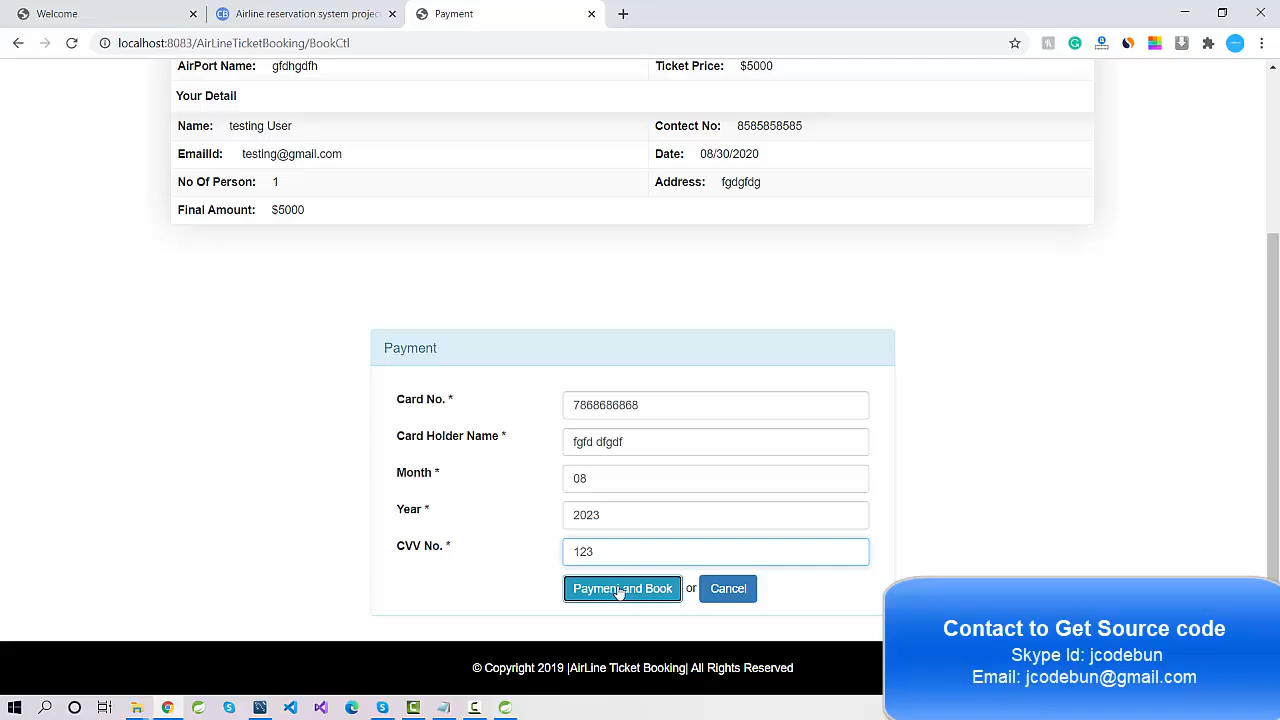 Welcome
Airline reservation system projec
Payment
localhost:8083/AirLineTicketBooking/BookCtl
AirPort Name: gfdhgdfh
Ticket Price: $5000
Your Detail
Name: testing User
Contect No: 8585858585
EmailId: testing@gmail.com
Date: 08/30/2020
No Of Person: 1
Address: fgdgfdg
Final Amount: $5000
Payment
Card No. * 7868686868
Card Holder Name * fgfd dfgdf
Month * 08
Year * 2023
CVV No. * 123
Payment and Book or Cancel
© Copyright 2019 |AirLine Ticket Booking| All Rights Reserved
Contact to Get Source code
Skype Id: jcodebun
Email: jcodebun@gmail.com